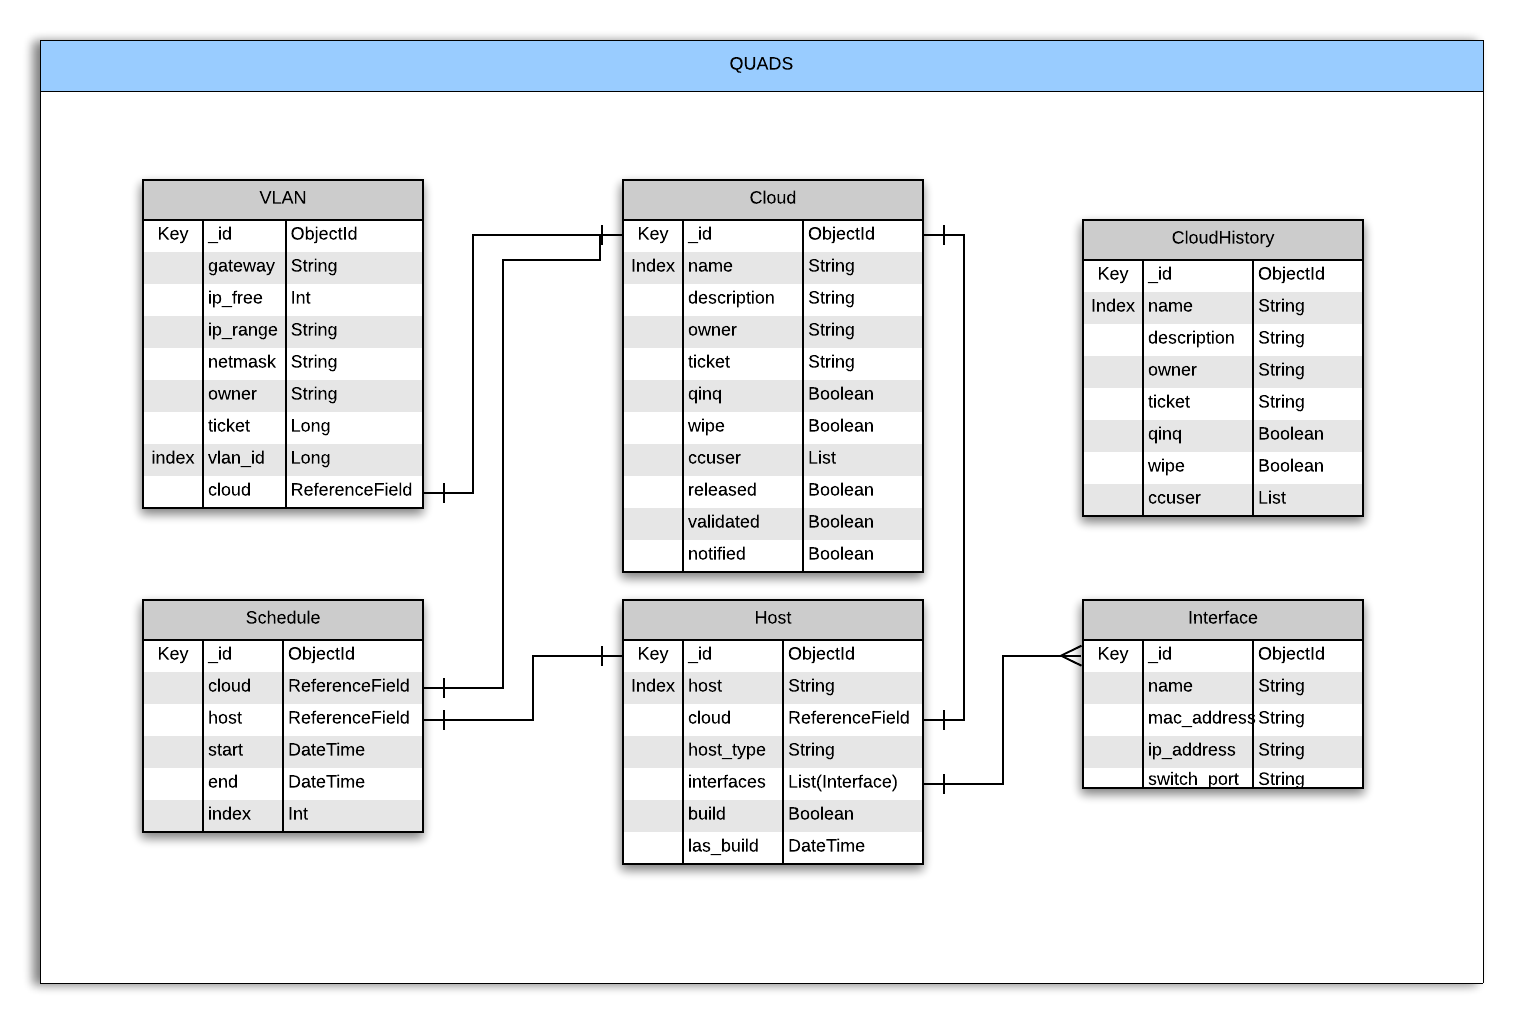 QUADS
VLAN
Key _id ObjectId
gateway String
ip_free Int
ip_range String
netmask String
owner String
ticket Long
index vlan_id Long
cloud ReferenceField
Cloud
Key _id ObjectId
Index name String
description String
owner String
ticket String
qinq Boolean
wipe Boolean
ccuser List
released Boolean
validated Boolean
notified Boolean
CloudHistory
Key _id ObjectId
Index name String
description String
owner String
ticket String
qinq Boolean
wipe Boolean
ccuser List
Schedule
Key _id ObjectId
cloud ReferenceField
host ReferenceField
start DateTime
end DateTime
index Int
Host
Key _id ObjectId
Index host String
cloud ReferenceField
host_type String
interfaces List(Interface)
build Boolean
las_build DateTime
Interface
Key _id ObjectId
name String
mac_address String
ip_address String
switch_port String